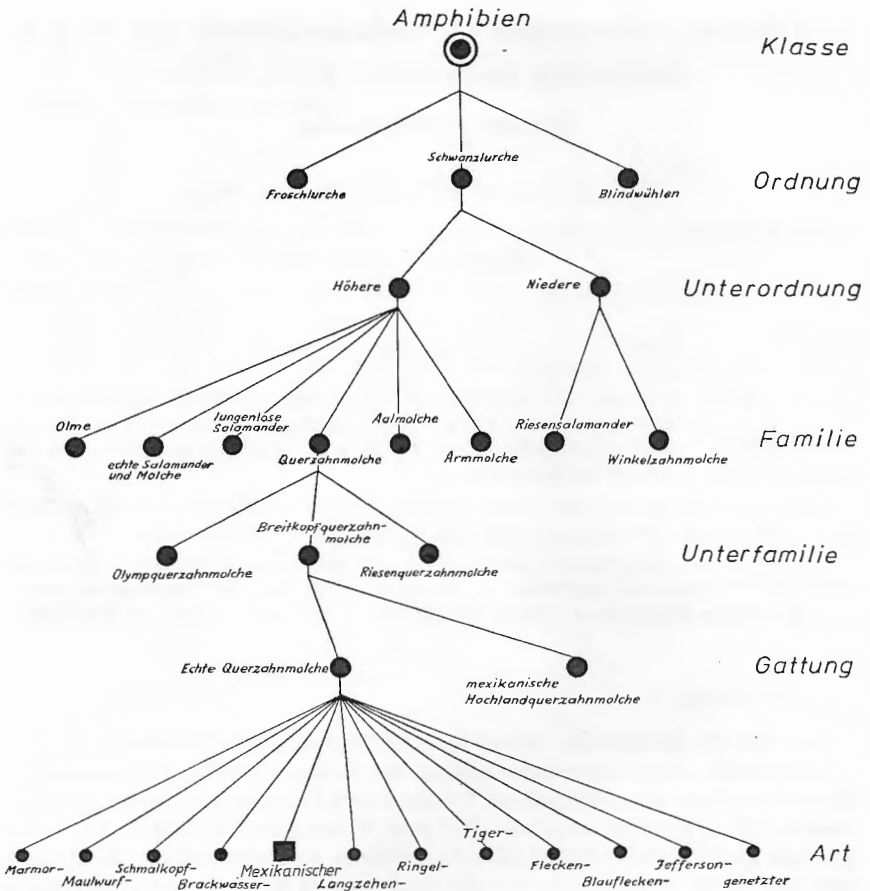 Amphibien
Klasse
Schwanzlurche
Froschlurche
Blindwühlen
Ordnung
Höhere
Niedere
Unterordnung
Olme
echte Salamander
und Molche
lungenlose
Salamander
Querzahnmolche
Aalmolche
Armmolche
Riesensalamander
Winkelzahnmolche
Familie
Breitkopfquerzahn-
molche
Olympquerzahnmolche
Riesenquerzahnmolche
Unterfamilie
Echte Querzahnmolche
mexikanische
Hochlandquerzahnmolche
Gattung
Marmor-
Maulwurf-
Schmalkopf-
Brackwasser-
Mexikanischer
Langzehen-
Ringel-
Tiger-
Flecken-
Blauflecken-
Jefferson-
genetzter
Art